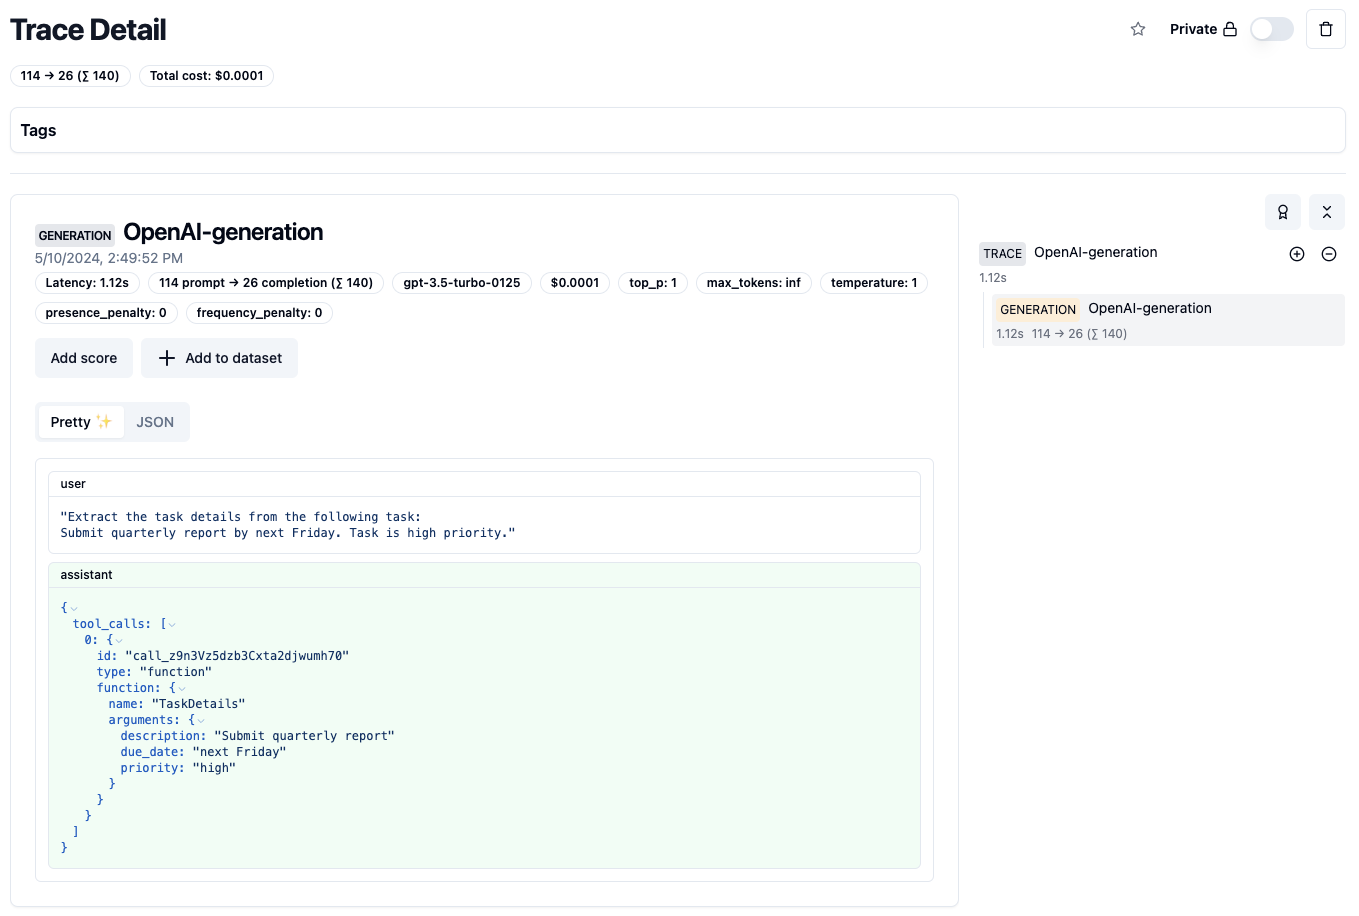 Trace Detail
Private
114 → 26 (∑ 140)
Total cost: $0.0001
Tags
GENERATION OpenAI-generation
5/10/2024, 2:49:52 PM
Latency: 1.12s
114 prompt → 26 completion (∑ 140)
gpt-3.5-turbo-0125
$0.0001
top_p: 1
max_tokens: inf
temperature: 1
presence_penalty: 0
frequency_penalty: 0
Add score
Add to dataset
Pretty ✨
JSON
user
"Extract the task details from the following task:
Submit quarterly report by next Friday. Task is high priority."
assistant
{
tool_calls: [
0: {
id: "call_z9n3Vz5dzb3Cxta2djwumh70"
type: "function"
function: {
name: "TaskDetails"
arguments: {
description: "Submit quarterly report"
due_date: "next Friday"
priority: "high"
}
}
}
]
}
TRACE OpenAI-generation
1.12s
GENERATION OpenAI-generation
1.12s 114 → 26 (∑ 140)